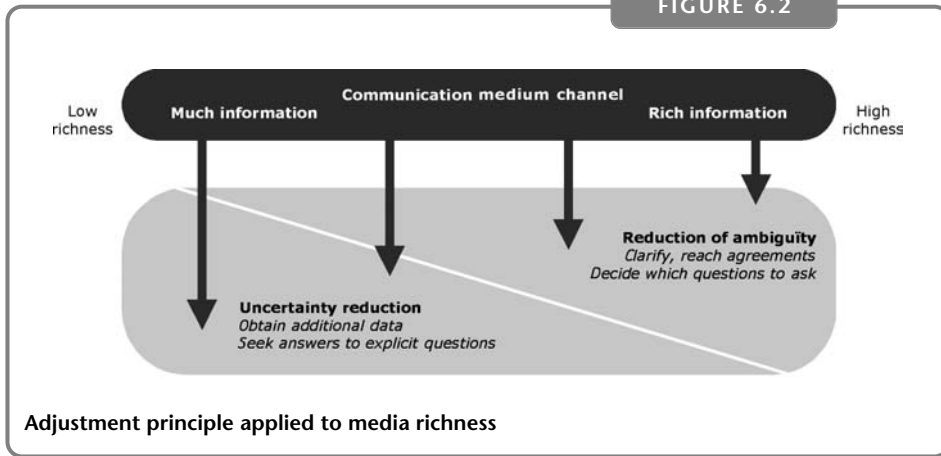 FIGURE 6.2
Communication medium channel
Low
richness
Much information
Rich information
High
richness
Reduction of ambiguïty
Clarify, reach agreements
Decide which questions to ask
Uncertainty reduction
Obtain additional data
Seek answers to explicit questions
Adjustment principle applied to media richness